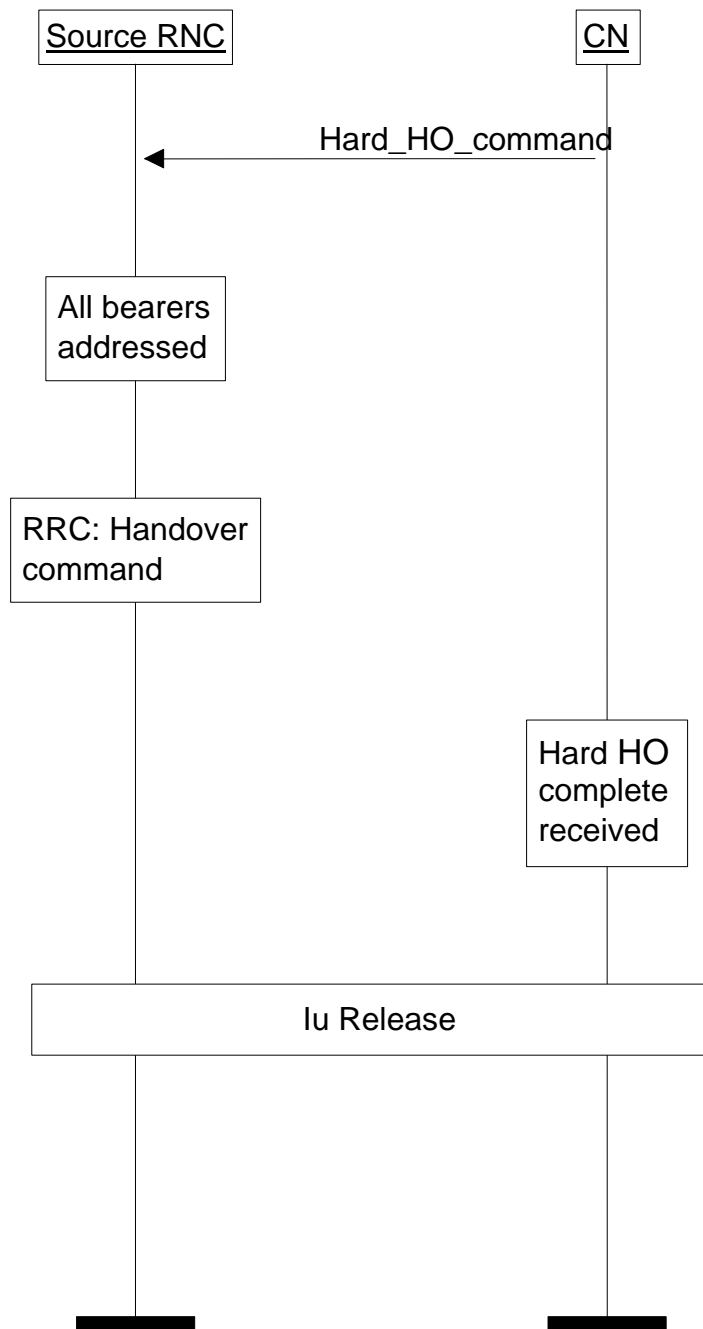 Source RNC
CN
Hard_HO_command
All bearers
addressed
RRC: Handover
command
Hard HO
complete
received
Iu Release